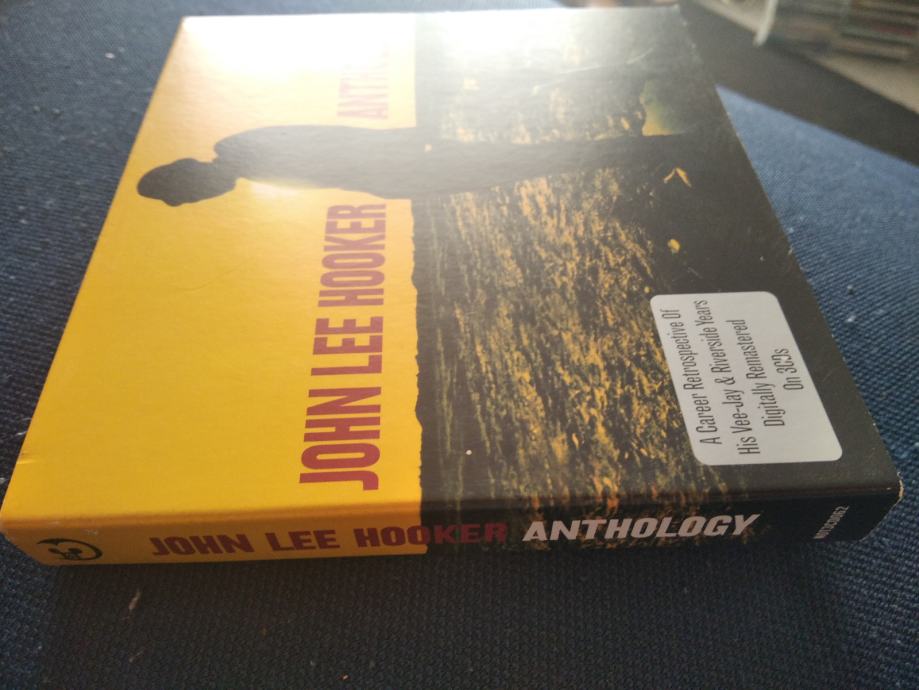 JOHN LEE HOOKER
A Career Retrospective Of
His Vee-Jay & Riverside Years
Digitally Remastered
On 3CDs
JOHN LEE HOOKER ANTHOLOGY